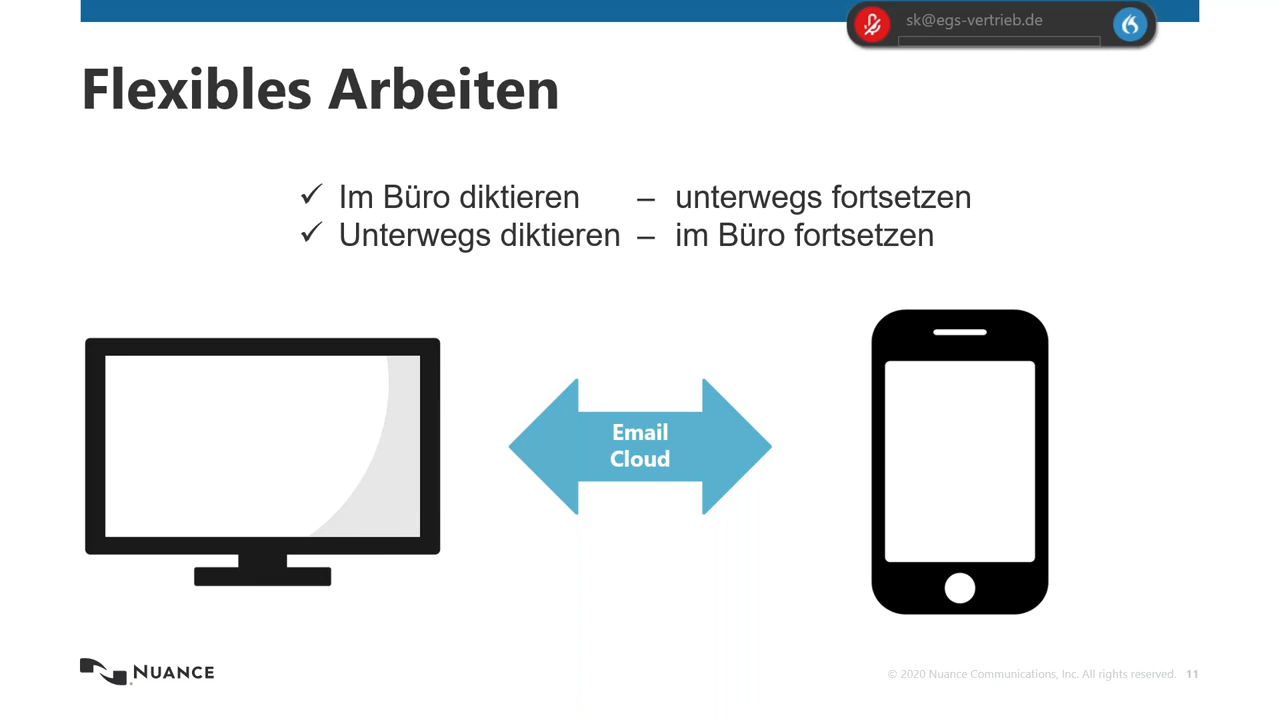 sk@egs-vertrieb.de
Flexibles Arbeiten
✓ Im Büro diktieren – unterwegs fortsetzen
✓ Unterwegs diktieren – im Büro fortsetzen
Email
Cloud
NUANCE
© 2020 Nuance Communications, Inc. All rights reserved. 11